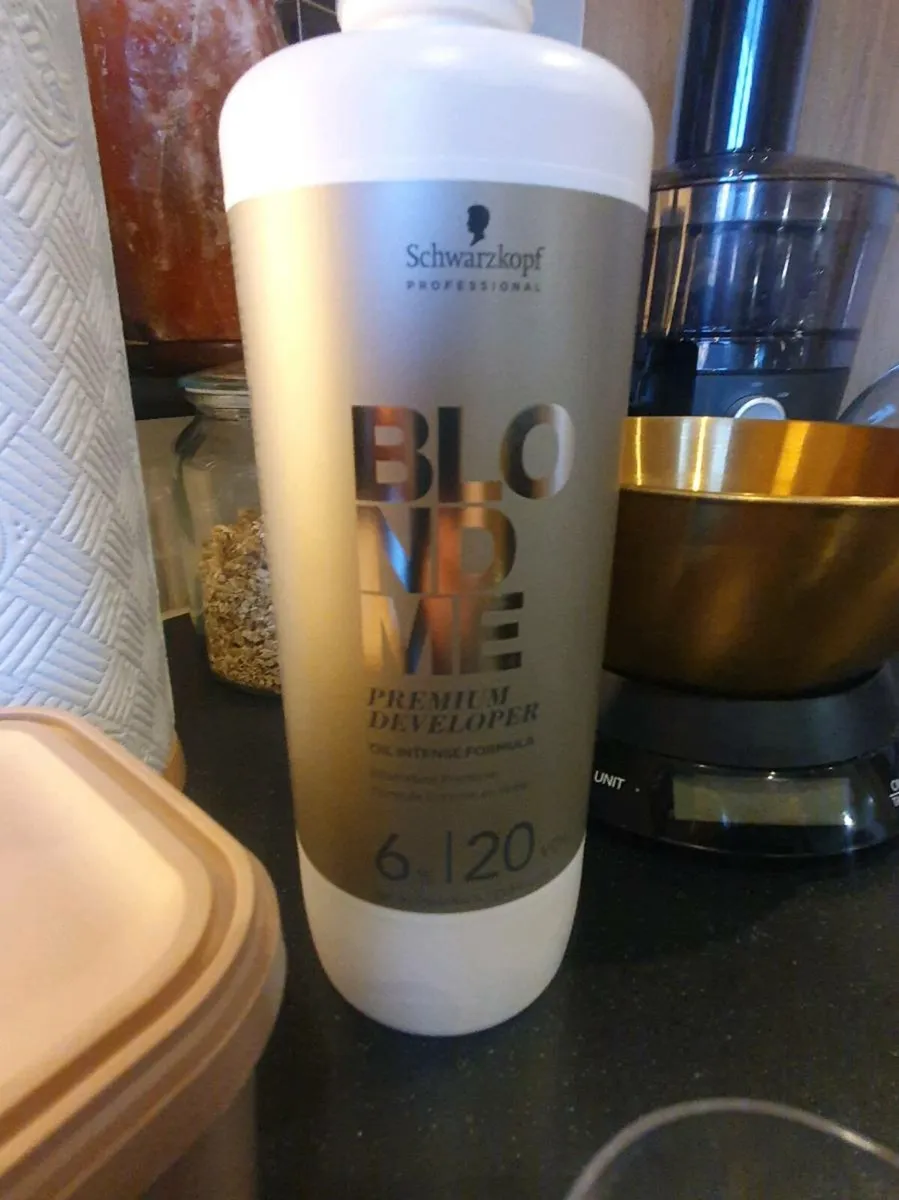 Schwarzkopf
PROFESSIONAL
BLO
ND
ME
PREMIUM
DEVELOPER
OIL INTENSE FORMULA
6% | 20 VOL
UNIT